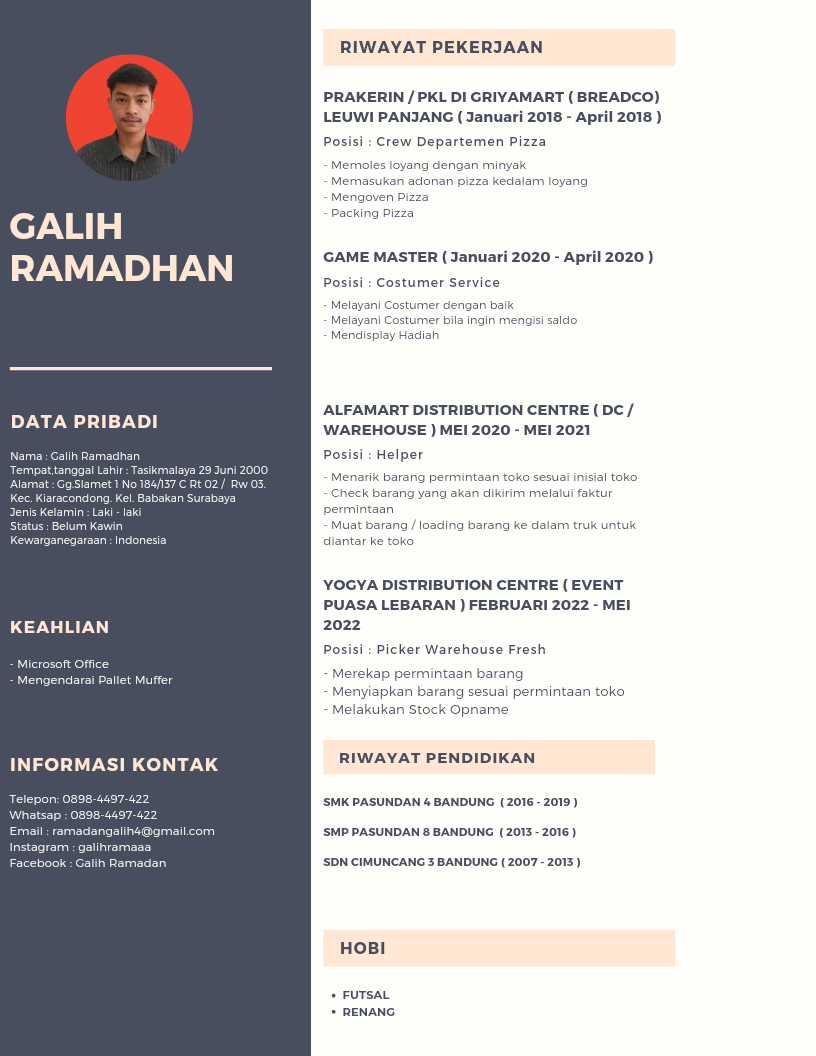 GALIH
RAMADHAN
DATA PRIBADI
Nama : Galih Ramadhan
Tempat,tanggal Lahir : Tasikmalaya 29 Juni 2000
Alamat : Gg.Slamet 1 No 184/137 C Rt 02 /  Rw 03.
Kec. Kiaracondong. Kel. Babakan Surabaya
Jenis Kelamin : Laki - laki
Status : Belum Kawin
Kewarganegaraan : Indonesia
KEAHLIAN
- Microsoft Office
- Mengendarai Pallet Muffer
INFORMASI KONTAK
Telepon: 0898-4497-422
Whatsap : 0898-4497-422
Email : ramadangalih4@gmail.com
Instagram : galihramaaa
Facebook : Galih Ramadan
RIWAYAT PEKERJAAN
PRAKERIN / PKL DI GRIYAMART ( BREADCO)
LEUWI PANJANG ( Januari 2018 - April 2018 )
Posisi : Crew Departemen Pizza
- Memoles loyang dengan minyak
- Memasukan adonan pizza kedalam loyang
- Mengoven Pizza
- Packing Pizza
GAME MASTER ( Januari 2020 - April 2020 )
Posisi : Costumer Service
- Melayani Costumer dengan baik
- Melayani Costumer bila ingin mengisi saldo
- Mendisplay Hadiah
ALFAMART DISTRIBUTION CENTRE ( DC /
WAREHOUSE ) MEI 2020 - MEI 2021
Posisi : Helper
- Menarik barang permintaan toko sesuai inisial toko
- Check barang yang akan dikirim melalui faktur
permintaan
- Muat barang / loading barang ke dalam truk untuk
diantar ke toko
YOGYA DISTRIBUTION CENTRE ( EVENT
PUASA LEBARAN ) FEBRUARI 2022 - MEI
2022
Posisi : Picker Warehouse Fresh
- Merekap permintaan barang
- Menyiapkan barang sesuai permintaan toko
- Melakukan Stock Opname
RIWAYAT PENDIDIKAN
SMK PASUNDAN 4 BANDUNG  ( 2016 - 2019 )
SMP PASUNDAN 8 BANDUNG  ( 2013 - 2016 )
SDN CIMUNCANG 3 BANDUNG ( 2007 - 2013 )
HOBI
• FUTSAL
• RENANG